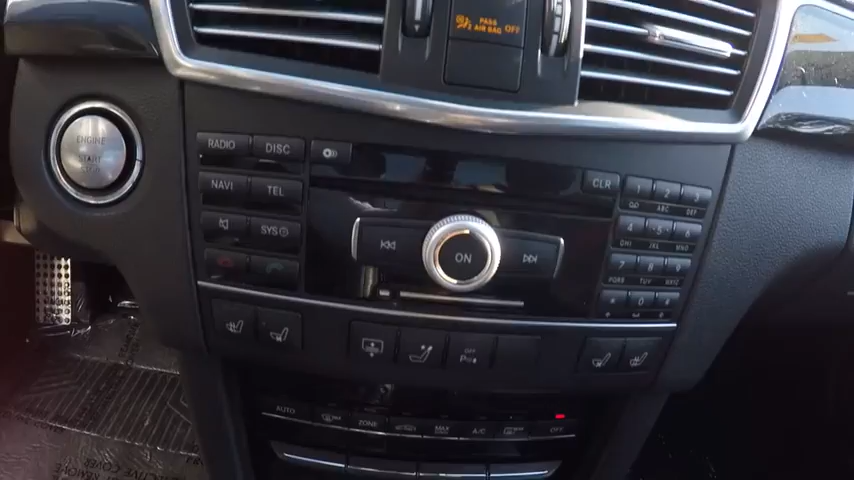 PASS
AIR BAG OFF
ENGINE
START
RADIO DISC
NAVI TEL
SYS
ON
CLR 1 2 3
ABC DEF
4 5 6
GHI JKL MNO
7 8 9
PQRS TUV WXYZ
* 0 #
OFF
P
AUTO ZONE MAX A/C OFF